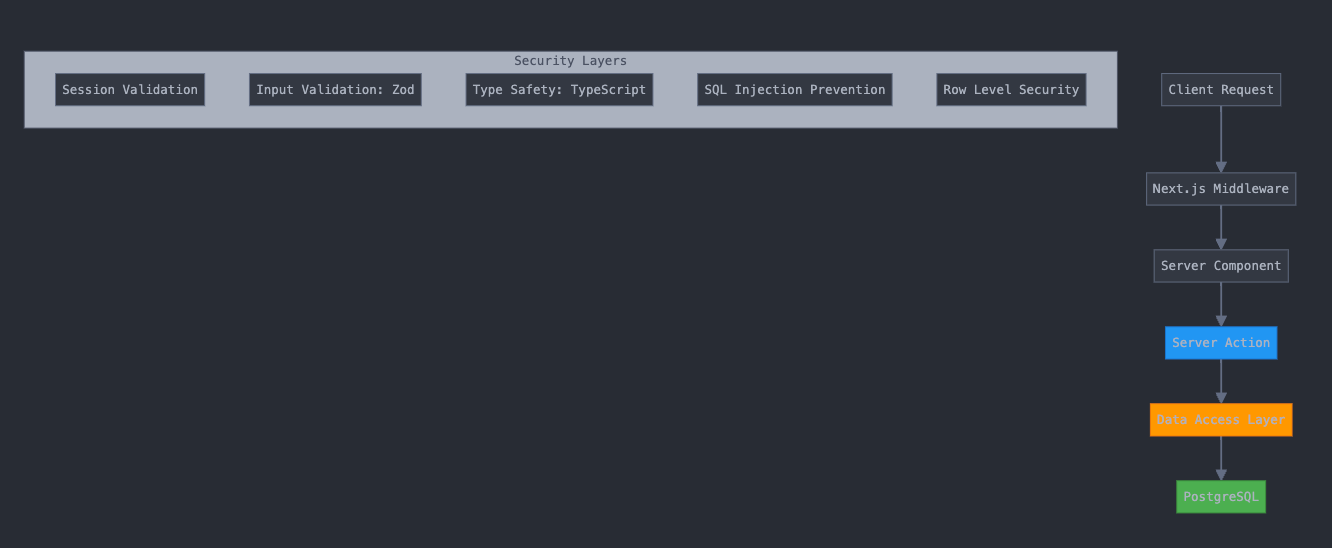 Security Layers
Session Validation
Input Validation: Zod
Type Safety: TypeScript
SQL Injection Prevention
Row Level Security
Client Request
Next.js Middleware
Server Component
Server Action
Data Access Layer
PostgreSQL